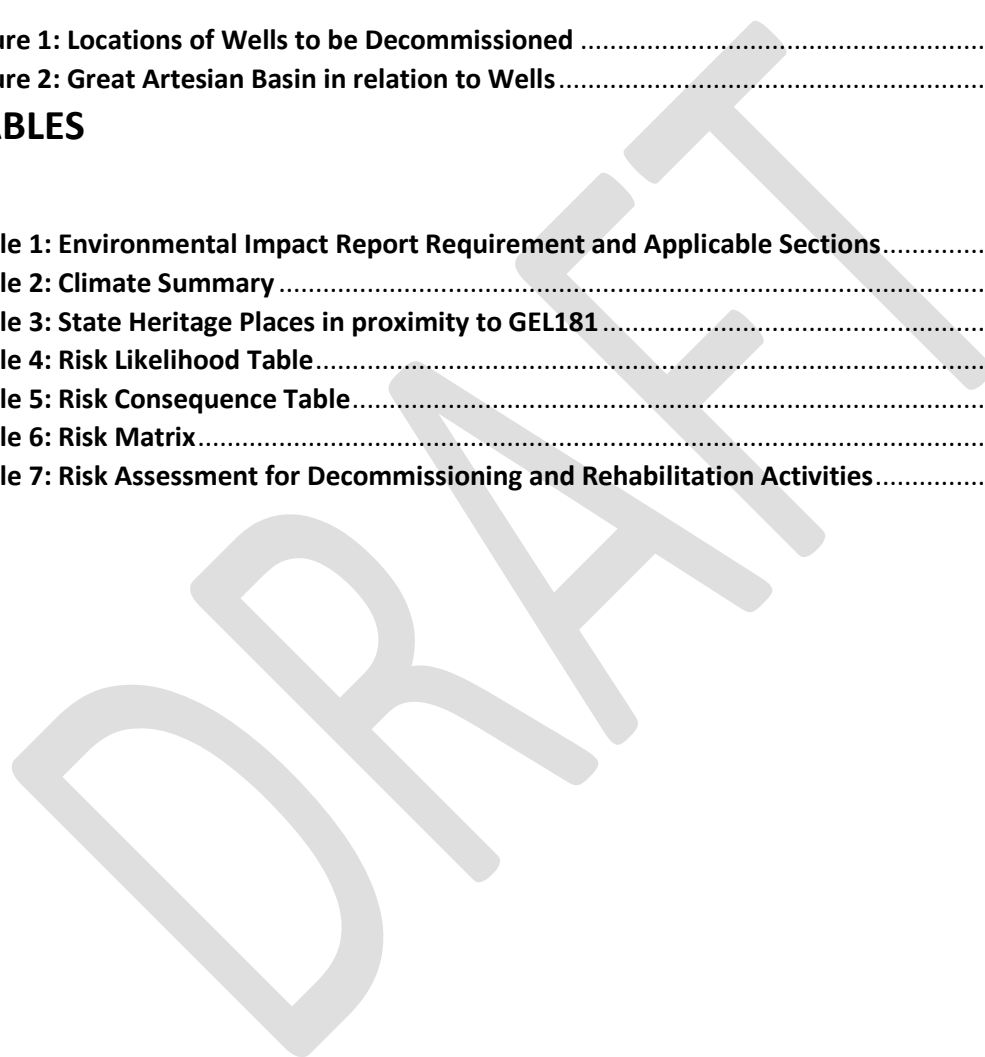 ure 1: Locations of Wells to be Decommissioned ....................
ure 2: Great Artesian Basin in relation to Wells ....................
ABLES
le 1: Environmental Impact Report Requirement and Applicable Sections ....................
le 2: Climate Summary ....................
le 3: State Heritage Places in proximity to GEL181 ....................
le 4: Risk Likelihood Table ....................
le 5: Risk Consequence Table ....................
le 6: Risk Matrix ....................
le 7: Risk Assessment for Decommissioning and Rehabilitation Activities ....................
DRAFT